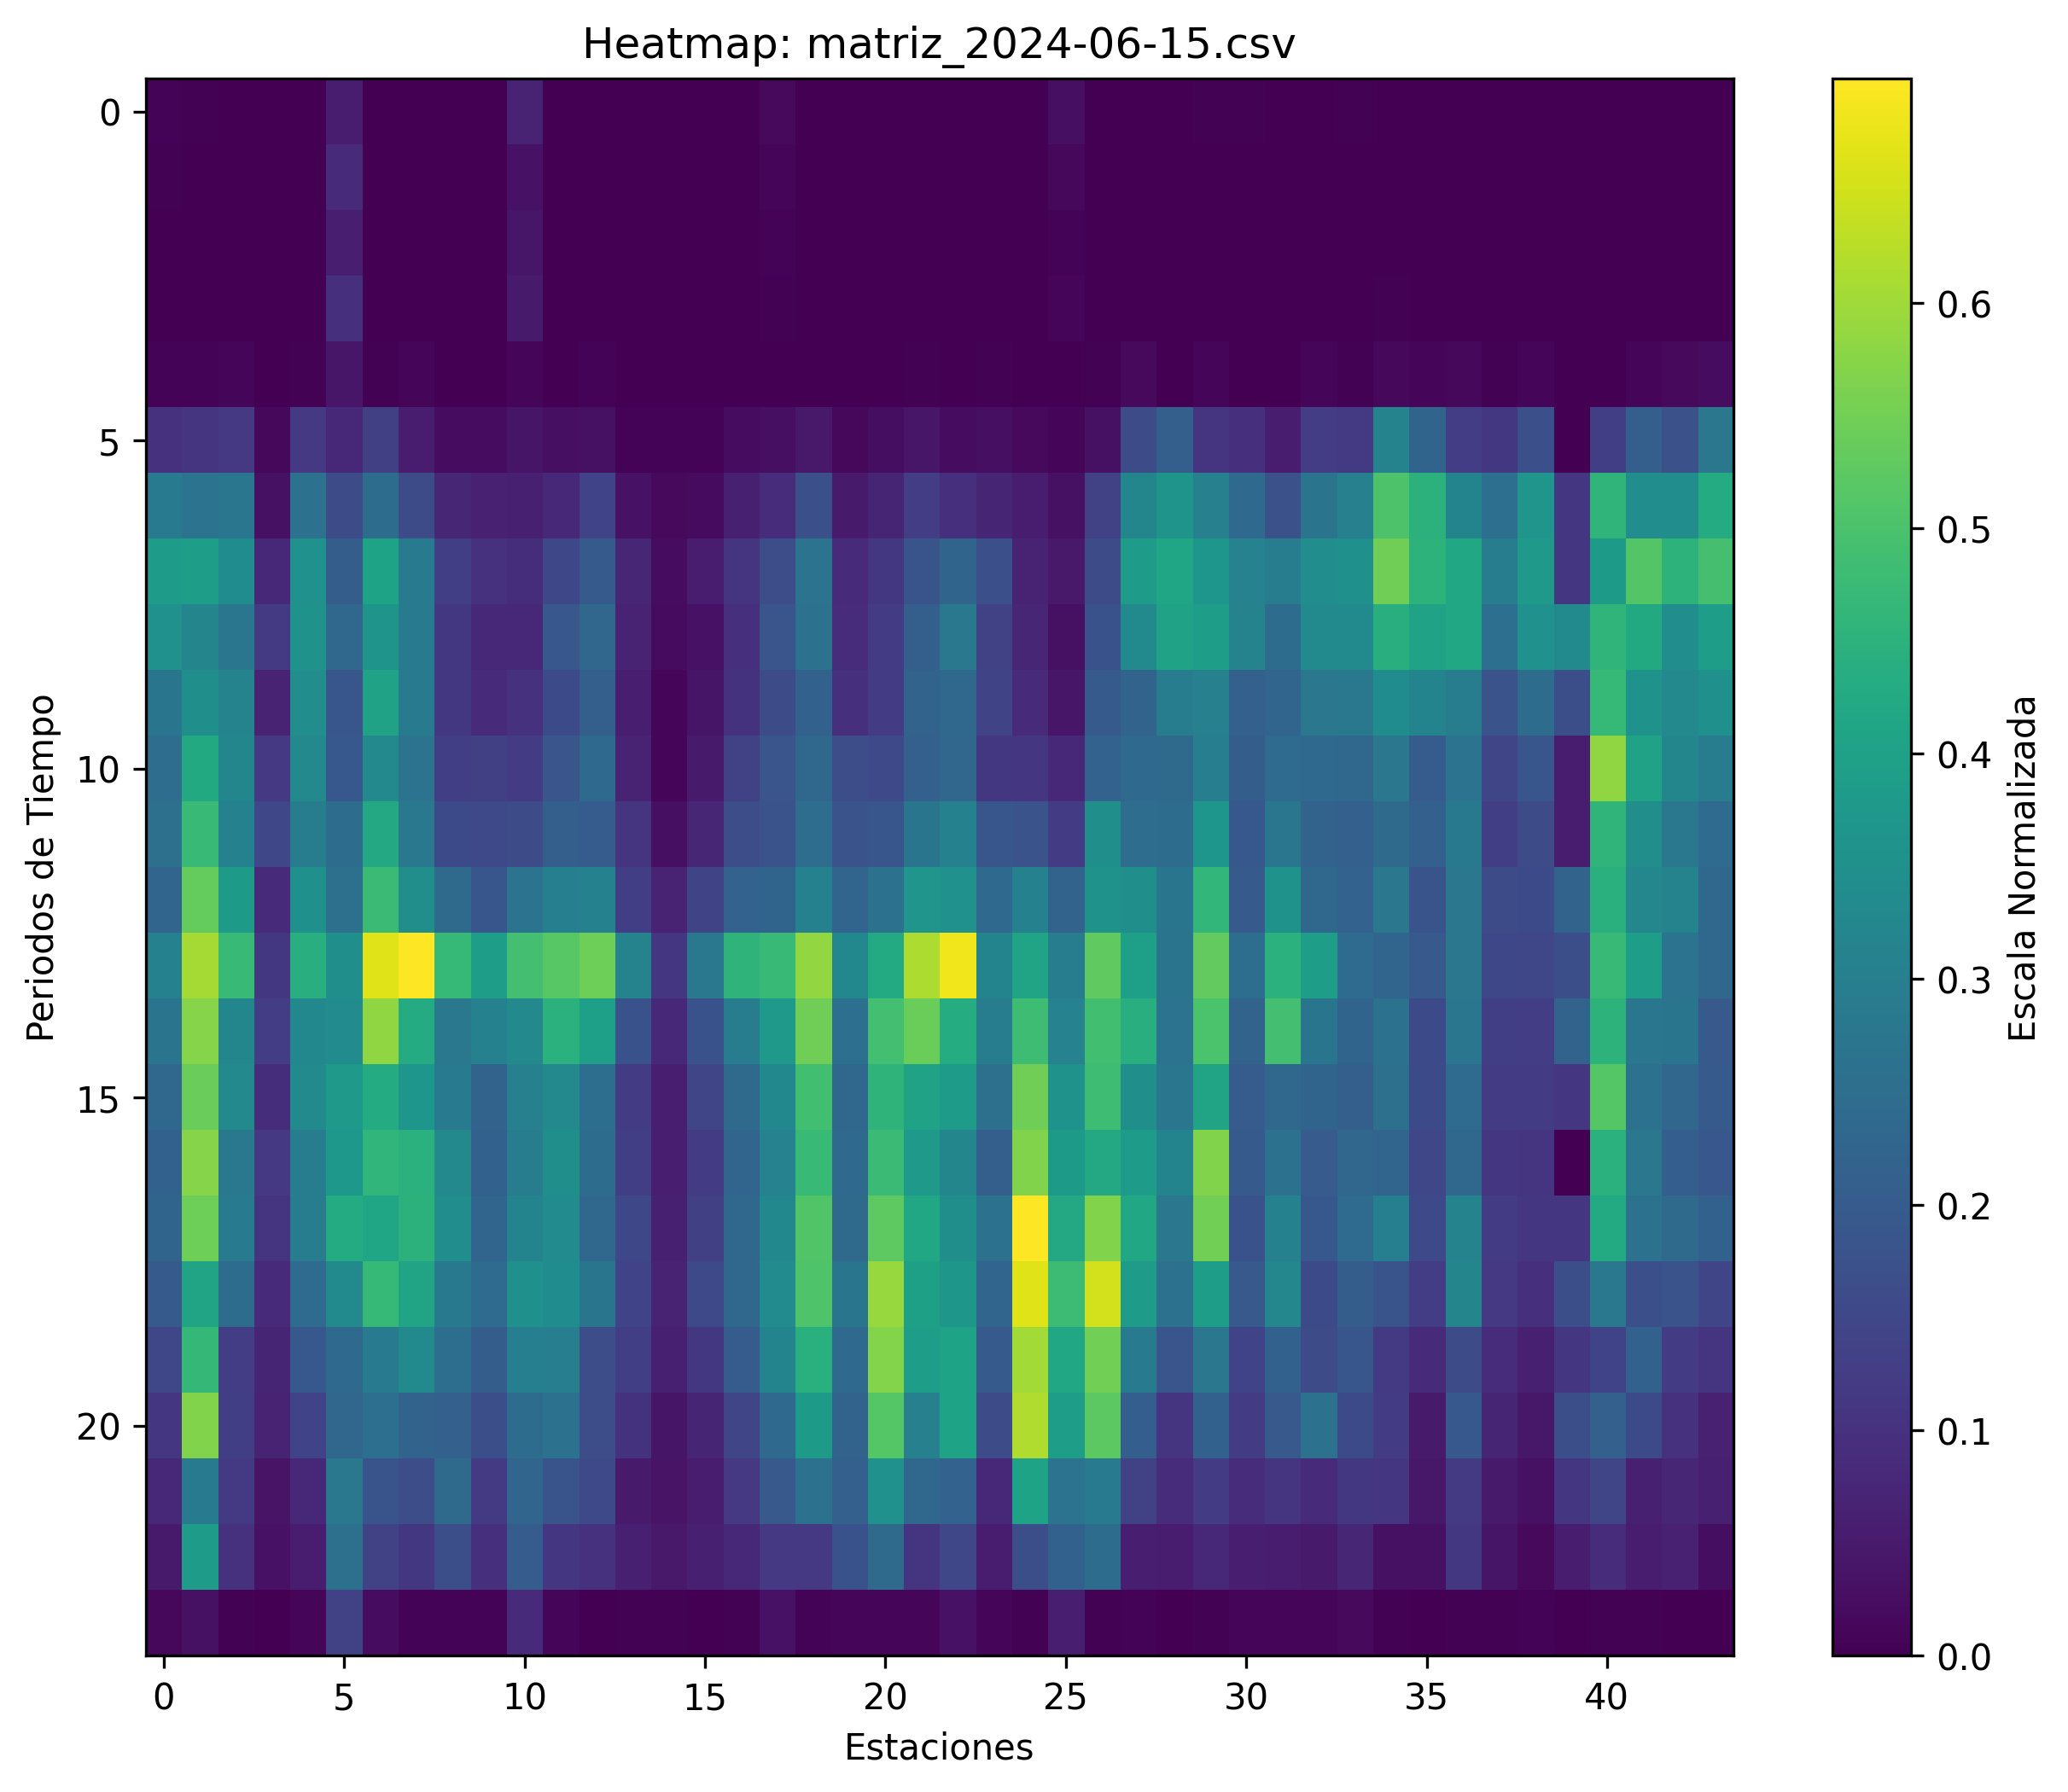 Heatmap: matriz_2024-06-15.csv
Periodos de Tiempo
0
5
10
15
20
0 5 10 15 20 25 30 35 40
Estaciones
0.6
0.5
0.4
0.3
0.2
0.1
0.0
Escala Normalizada